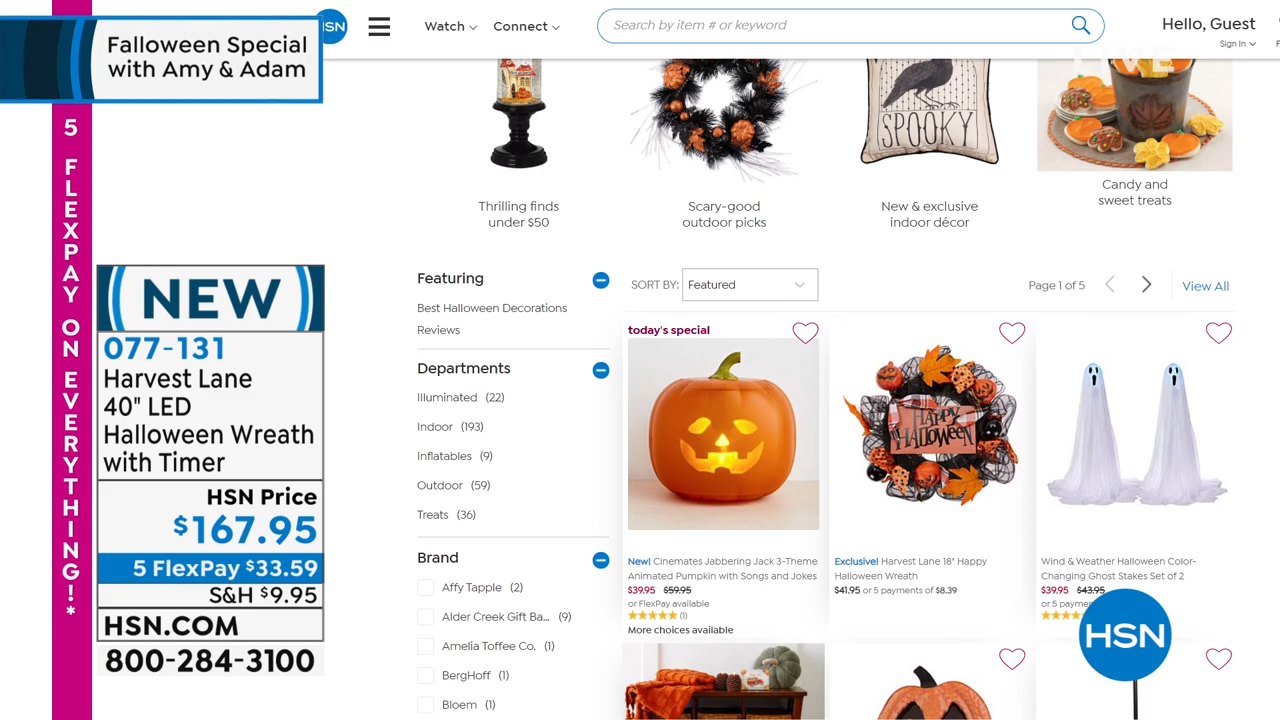 Falloween Special
with Amy & Adam
HSN
Watch
Connect
Search by item # or keyword
Hello, Guest
Sign In
LIVE
5 FLEXPAY ON EVERYTHING!*
SPOOKY
Thrilling finds
under $50
Scary-good
outdoor picks
New & exclusive
indoor décor
Candy and
sweet treats
NEW
077-131
Harvest Lane
40" LED
Halloween Wreath
with Timer
HSN Price
$167.95
5 FlexPay $33.59
S&H $9.95
HSN.COM
800-284-3100
Featuring
Best Halloween Decorations
Reviews
Departments
Illuminated (22)
Indoor (193)
Inflatables (9)
Outdoor (59)
Treats (36)
Brand
Affy Tapple (2)
Alder Creek Gift Ba... (9)
Amelia Toffee Co. (1)
BergHoff (1)
Bloem (1)
SORT BY: Featured
Page 1 of 5
View All
today's special
New! Cinemates Jabbering Jack 3-Theme
Animated Pumpkin with Songs and Jokes
$39.95 $59.95
or FlexPay available
(1)
More choices available
HAPPY
HALLOWEEN
Exclusive! Harvest Lane 18" Happy
Halloween Wreath
$41.95 or 5 payments of $8.39
Wind & Weather Halloween Color-
Changing Ghost Stakes Set of 2
$39.95 $43.95
or 5
HSN